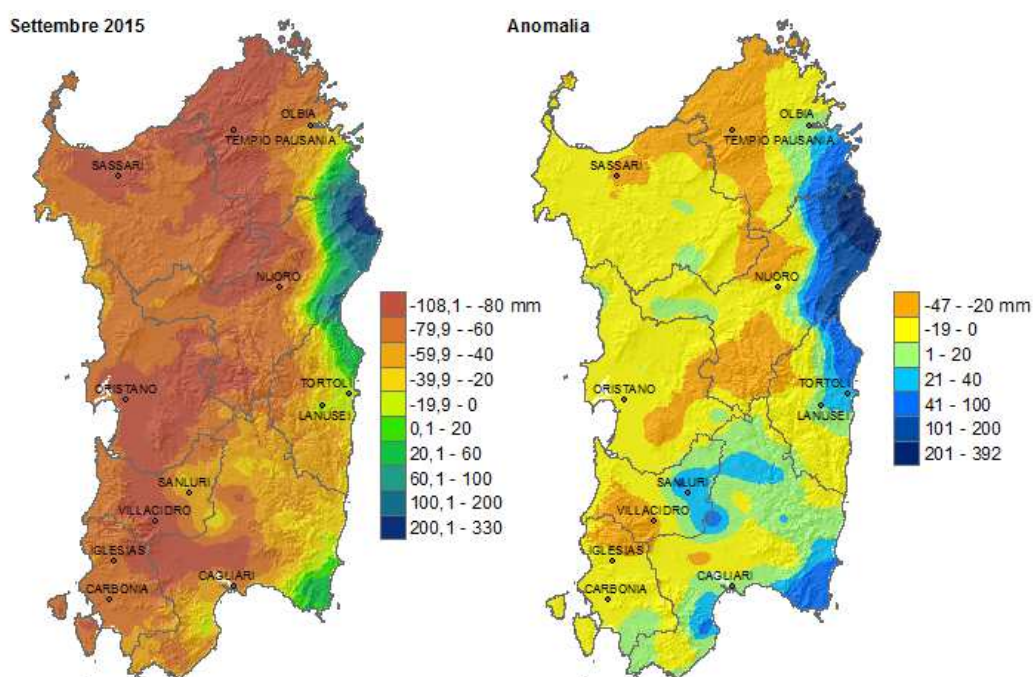 Settembre 2015
OLBIA
TEMPIO PAUSANIA
SASSARI
NUORO
ORISTANO
TORTOLI
LANUSEI
SANLURI
VILLACIDRO
IGLESIAS
CARBONIA
CAGLIARI
-108,1 - -80 mm
-79,9 - -60
-59,9 - -40
-39,9 - -20
-19,9 - 0
0,1 - 20
20,1 - 60
60,1 - 100
100,1 - 200
200,1 - 330
Anomalia
OLBIA
TEMPIO PAUSANIA
SASSARI
NUORO
ORISTANO
TORTOLI
LANUSEI
SANLURI
VILLACIDRO
IGLESIAS
CARBONIA
CAGLIARI
-47 - -20 mm
-19 - 0
1 - 20
21 - 40
41 - 100
101 - 200
201 - 392